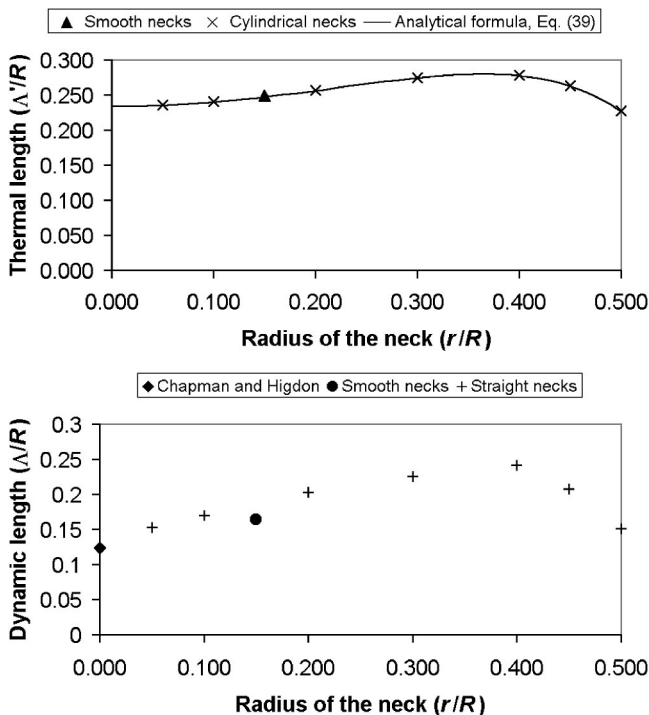 ▲ Smooth necks × Cylindrical necks — Analytical formula, Eq. (39)
Thermal length (Λ'/R)
0.300
0.250
0.200
0.150
0.100
0.050
0.000
0.000 0.100 0.200 0.300 0.400 0.500
Radius of the neck (r/R)
◆ Chapman and Higdon ● Smooth necks + Straight necks
Dynamic length (Λ/R)
0.3
0.25
0.2
0.15
0.1
0.05
0
0.000 0.100 0.200 0.300 0.400 0.500
Radius of the neck (r/R)